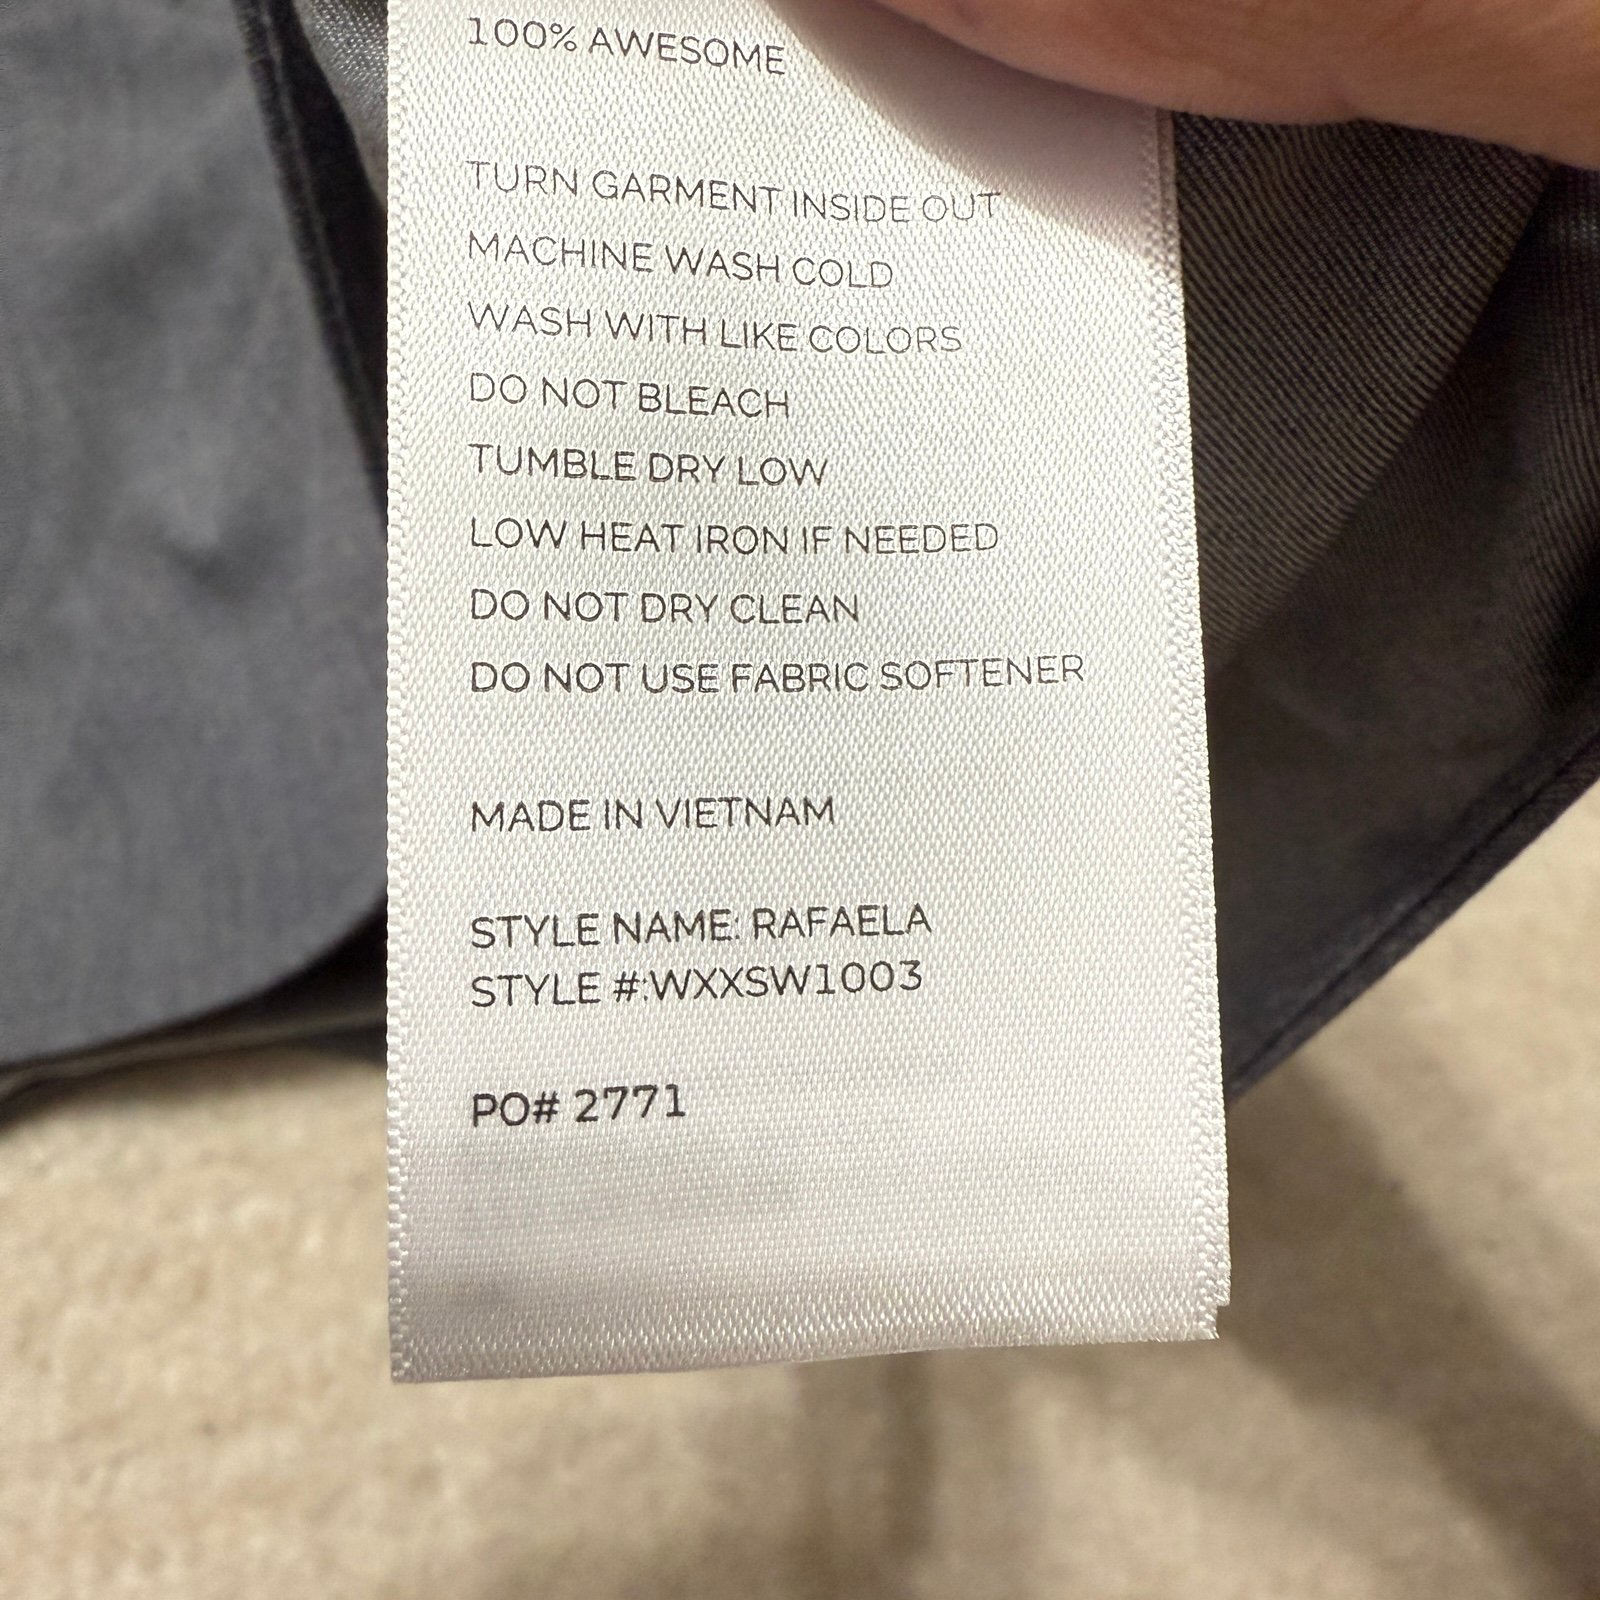 100% AWESOME
TURN GARMENT INSIDE OUT
MACHINE WASH COLD
WASH WITH LIKE COLORS
DO NOT BLEACH
TUMBLE DRY LOW
LOW HEAT IRON IF NEEDED
DO NOT DRY CLEAN
DO NOT USE FABRIC SOFTENER
MADE IN VIETNAM
STYLE NAME: RAFAELA
STYLE #:WXXSW1003
PO# 2771